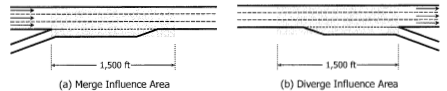 1,500 ft
1,500 ft
(a) Merge Influence Area
(b) Diverge Influence Area